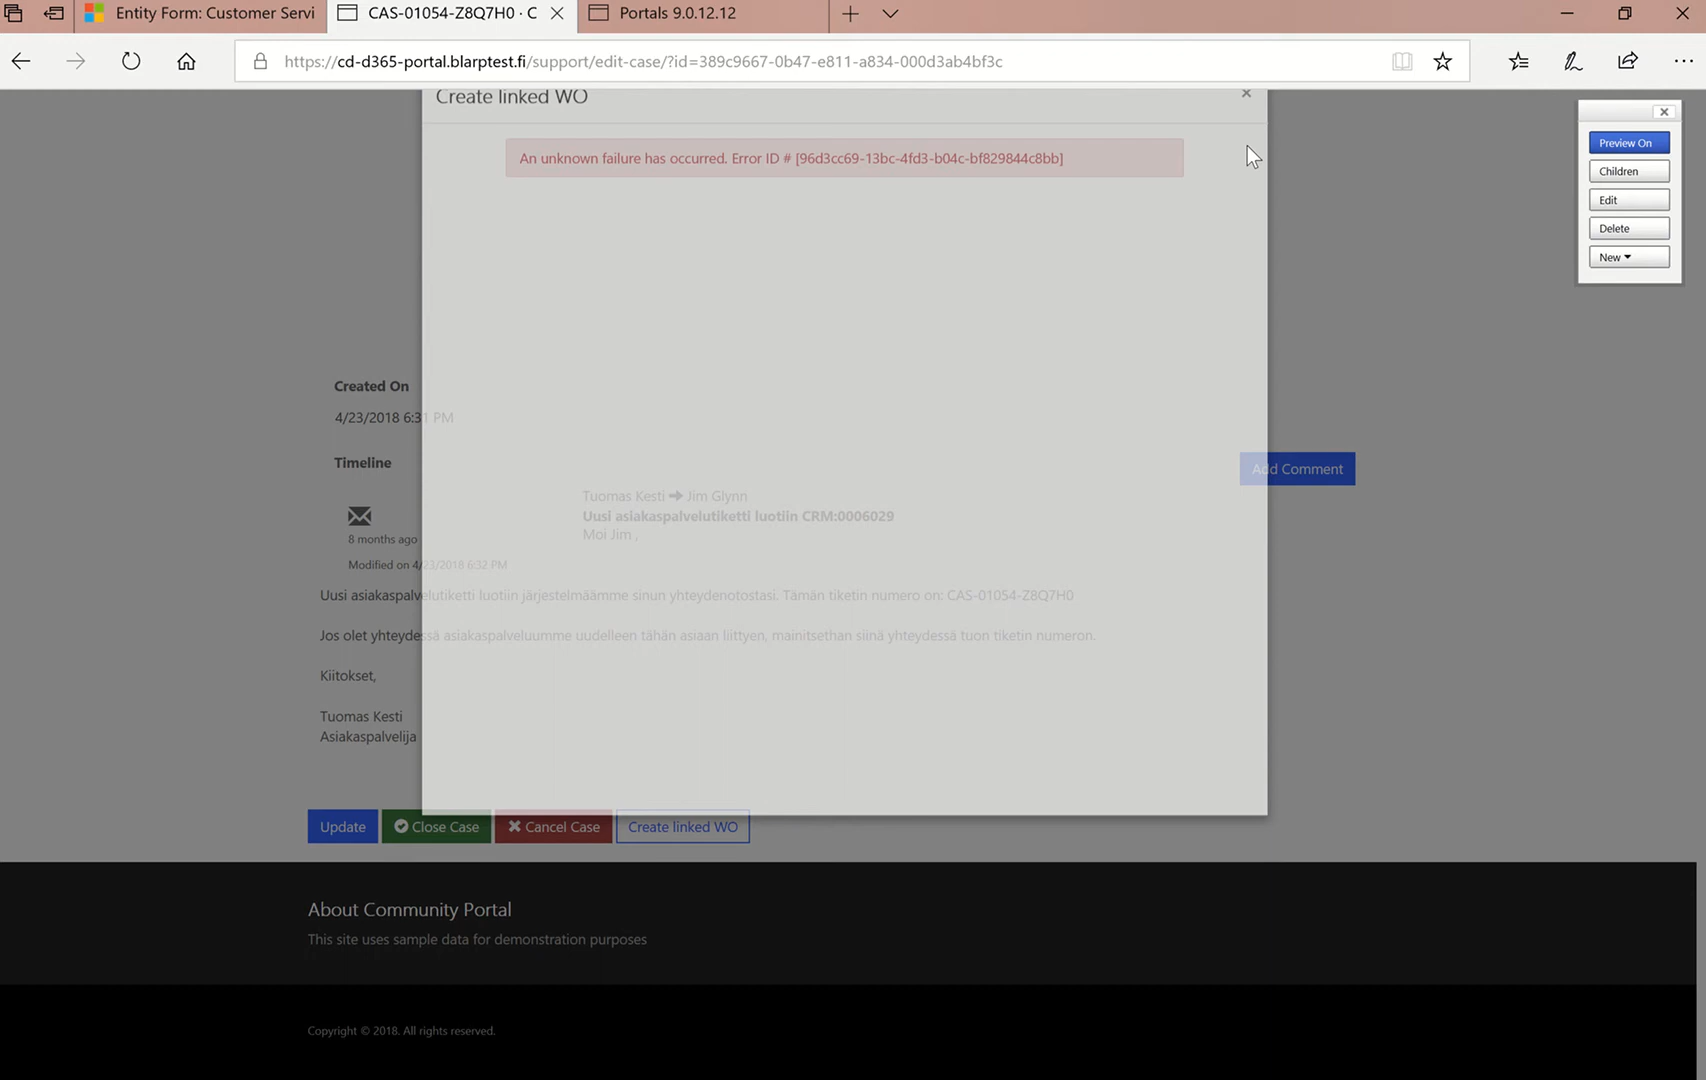 Entity Form: Customer Servi
CAS-01054-Z8Q7H0 · C
Portals 9.0.12.12
https://cd-d365-portal.blarptest.fi/support/edit-case/?id=389c9667-0b47-e811-a834-000d3ab4bf3c
Create linked WO
×
An unknown failure has occurred. Error ID # [96d3cc69-13bc-4fd3-b04c-bf829844c8bb]
Preview On
Children
Edit
Delete
New
Created On
4/23/2018 6:31 PM
Timeline
Add Comment
Tuomas Kesti ➔ Jim Glynn
Uusi asiakaspalvelutiketti luotiin CRM:0006029
Moi Jim ,
8 months ago
Modified on 4/23/2018 6:32 PM
Uusi asiakaspalvelutiketti luotiin järjestelmäämme sinun yhteydenotostasi. Tämän tiketin numero on: CAS-01054-Z8Q7H0
Jos olet yhteydessä asiakaspalveluumme uudelleen tähän asiaan liittyen, mainitsethan siinä yhteydessä tuon tiketin numeron.
Kiitokset,
Tuomas Kesti
Asiakaspalvelija
Update
Close Case
Cancel Case
Create linked WO
About Community Portal
This site uses sample data for demonstration purposes
Copyright © 2018. All rights reserved.